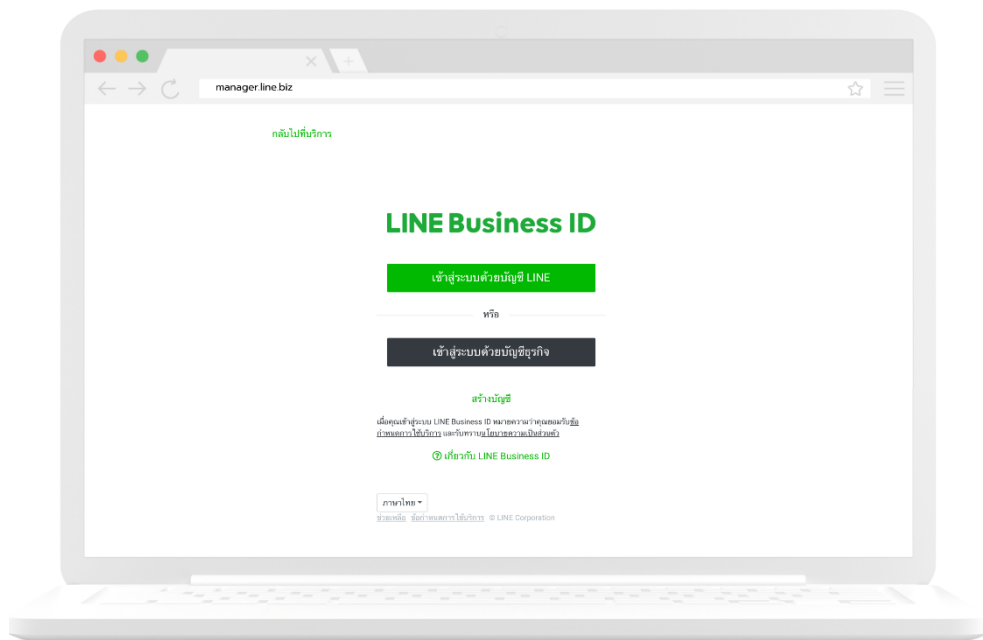 manager.line.biz
กลับไปที่บริการ
LINE Business ID
เข้าสู่ระบบด้วยบัญชี LINE
หรือ
เข้าสู่ระบบด้วยบัญชีธุรกิจ
สร้างบัญชี
เมื่อคุณเข้าสู่ระบบ LINE Business ID หมายความว่าคุณยอมรับข้อ
กำหนดการใช้บริการ และรับทราบนโยบายความเป็นส่วนตัว
เกี่ยวกับ LINE Business ID
ภาษาไทย
ช่วยเหลือ ข้อกำหนดการใช้บริการ © LINE Corporation